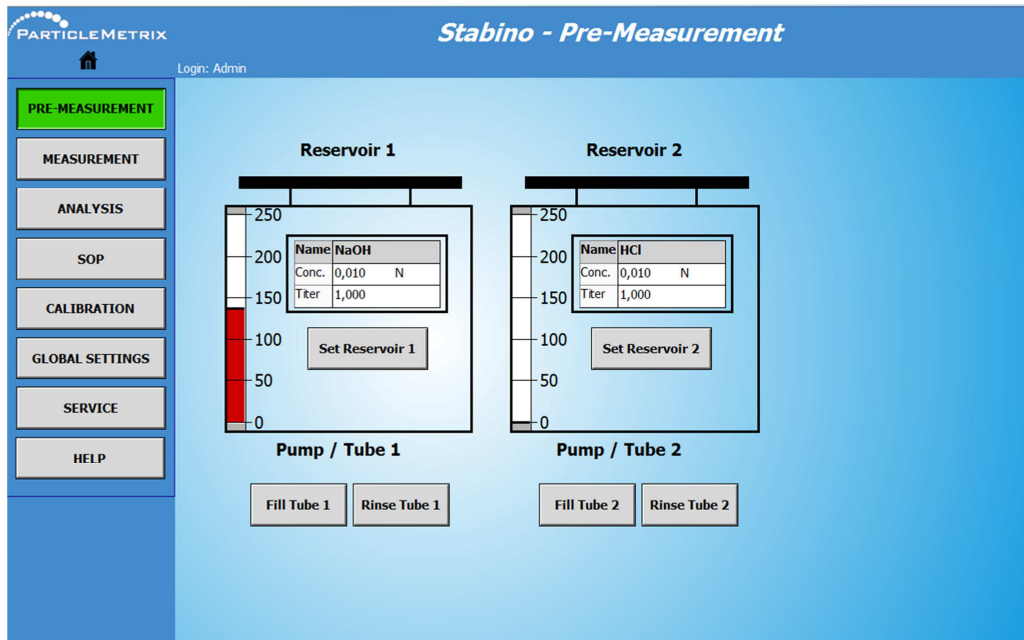 PARTICLEMETRIX
Stabino - Pre-Measurement
Login: Admin
PRE-MEASUREMENT
MEASUREMENT
ANALYSIS
SOP
CALIBRATION
GLOBAL SETTINGS
SERVICE
HELP
Reservoir 1
250
200
150
100
50
0
Name NaOH
Conc. 0,010 N
Titer 1,000
Set Reservoir 1
Pump / Tube 1
Fill Tube 1
Rinse Tube 1
Reservoir 2
250
200
150
100
50
0
Name HCl
Conc. 0,010 N
Titer 1,000
Set Reservoir 2
Pump / Tube 2
Fill Tube 2
Rinse Tube 2